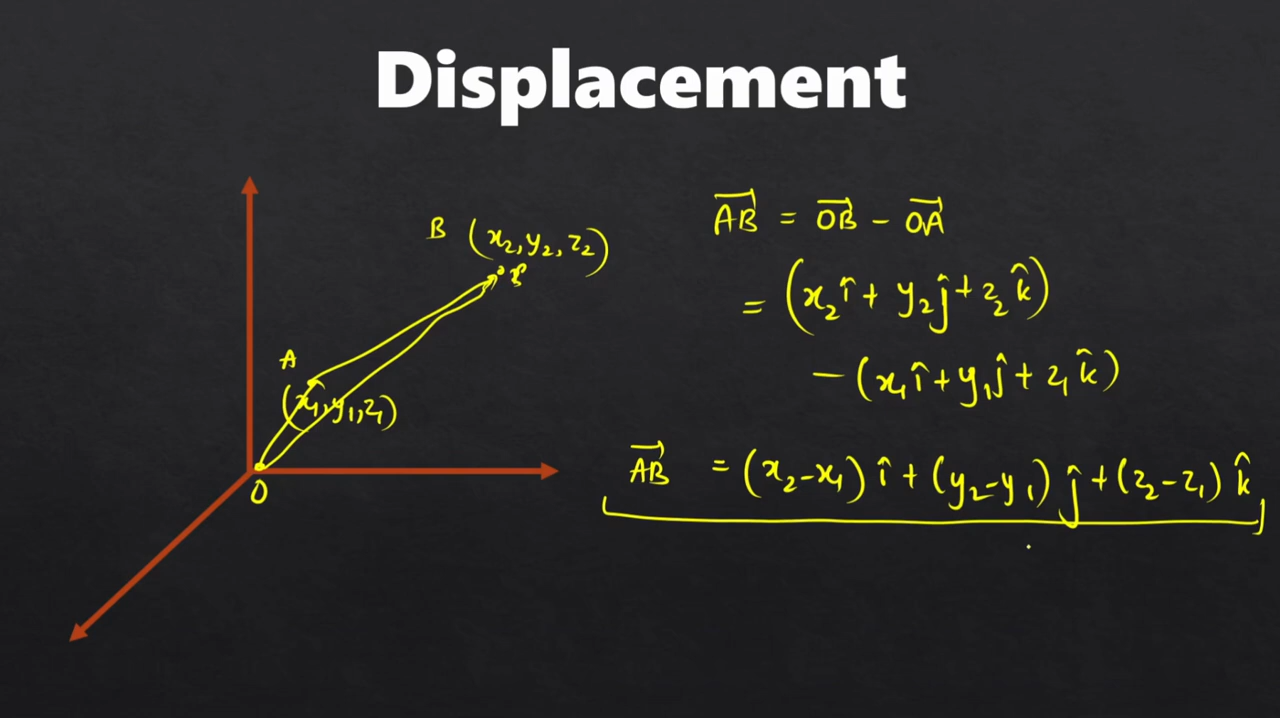 Displacement
B (x₂, y₂, z₂)
A
(x₁, y₁, z₁)
O
AB⃗ = OB⃗ − OA⃗
= (x₂î + y₂ĵ + z₂k̂)
− (x₁î + y₁ĵ + z₁k̂)
AB⃗ = (x₂−x₁) î + (y₂−y₁) ĵ + (z₂−z₁) k̂